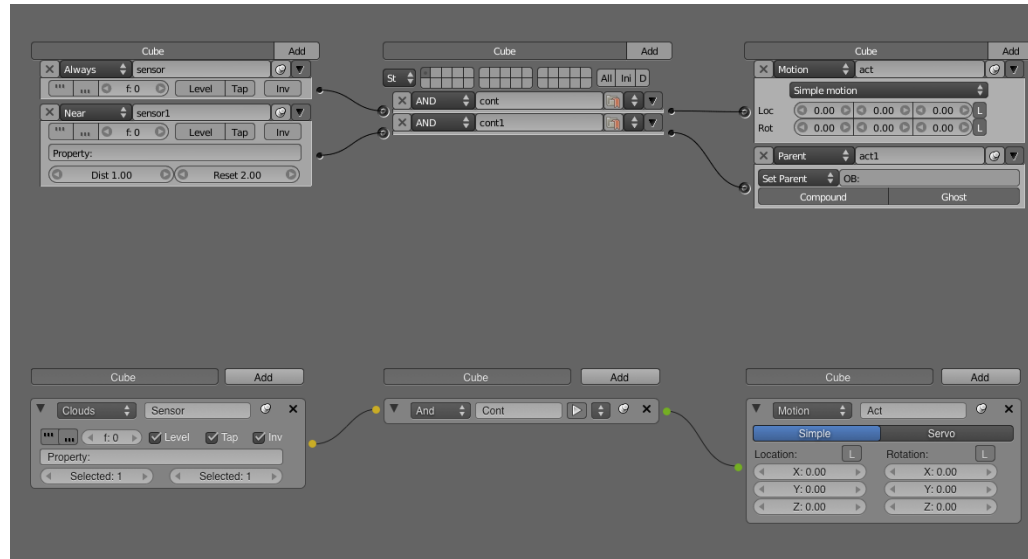 Cube Add
Always sensor
f: 0 Level Tap Inv
Near sensor1
f: 0 Level Tap Inv
Property:
Dist 1.00 Reset 2.00
Cube Add
St All Ini D
AND cont
AND cont1
Cube Add
Motion act
Simple motion
Loc 0.00 0.00 0.00 L
Rot 0.00 0.00 0.00 L
Parent act1
Set Parent OB:
Compound Ghost
Cube Add
Clouds Sensor
f: 0 Level Tap Inv
Property:
Selected: 1 Selected: 1
Cube Add
And Cont
Cube Add
Motion Act
Simple Servo
Location: L Rotation: L
X: 0.00 X: 0.00
Y: 0.00 Y: 0.00
Z: 0.00 Z: 0.00